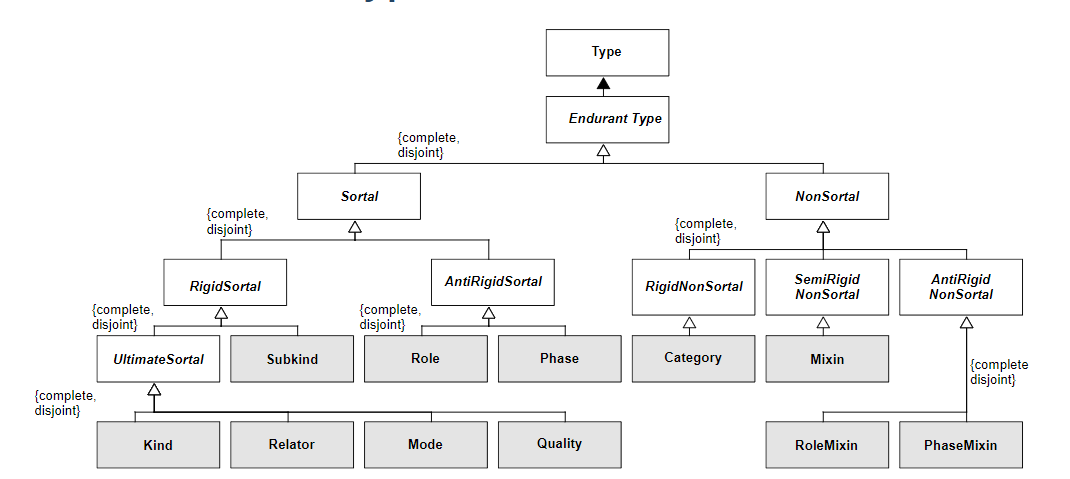 Type
Endurant Type
{complete,
disjoint}
Sortal
NonSortal
{complete,
disjoint}
{complete,
disjoint}
RigidSortal
AntiRigidSortal
RigidNonSortal
SemiRigid
NonSortal
AntiRigid
NonSortal
{complete,
disjoint}
{complete,
disjoint}
UltimateSortal
Subkind
Role
Phase
Category
Mixin
{complete
disjoint}
{complete,
disjoint}
Kind
Relator
Mode
Quality
RoleMixin
PhaseMixin